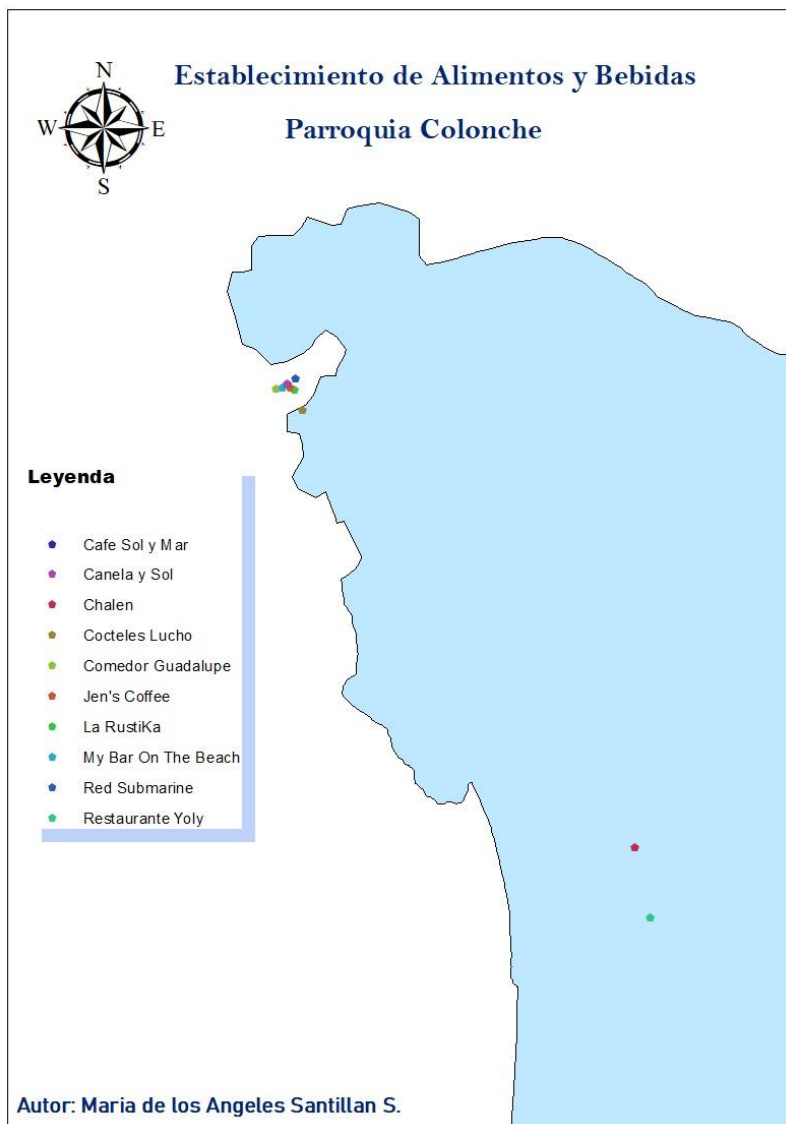 Establecimiento de Alimentos y Bebidas
Parroquia Colonche
N
W E
S
Leyenda
Cafe Sol y Mar
Canela y Sol
Chalen
Cocteles Lucho
Comedor Guadalupe
Jen's Coffee
La RustiKa
My Bar On The Beach
Red Submarine
Restaurante Yoly
Autor: Maria de los Angeles Santillan S.